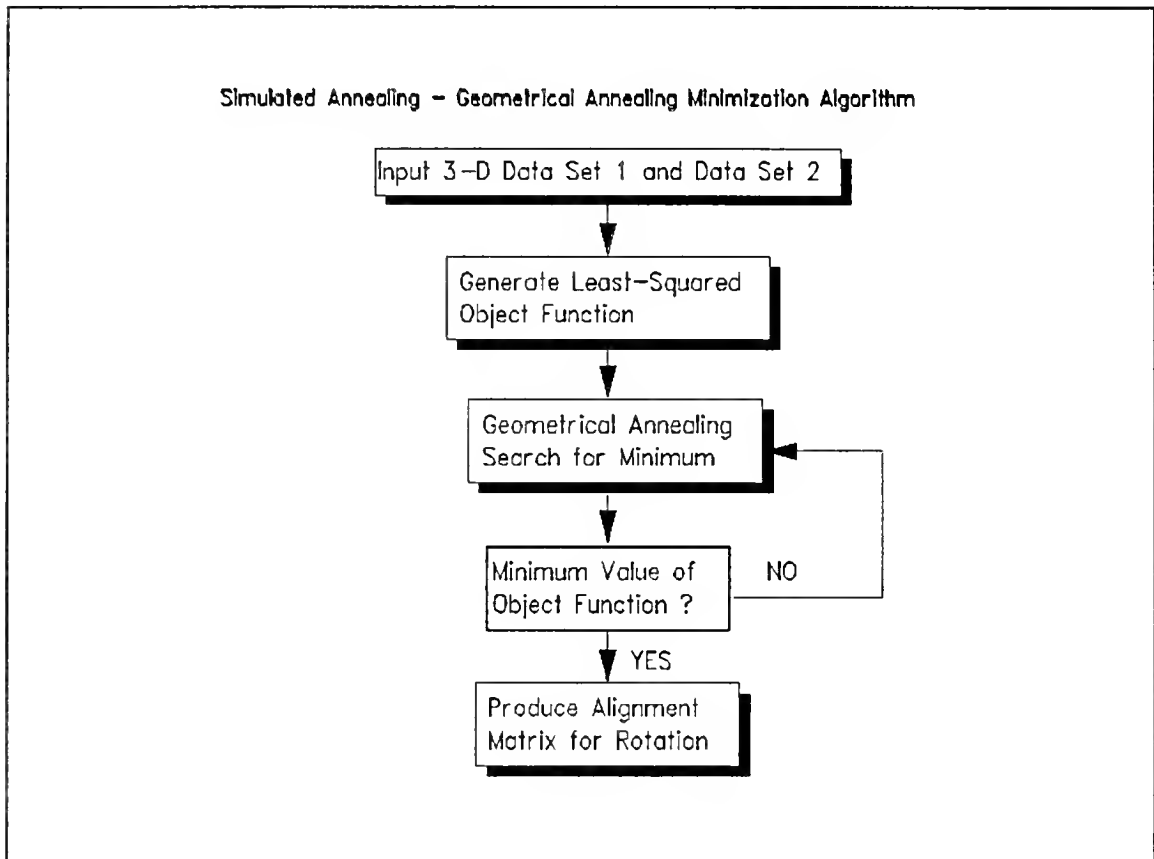 Simulated Annealing – Geometrical Annealing Minimization Algorithm
Input 3–D Data Set 1 and Data Set 2
Generate Least–Squared
Object Function
Geometrical Annealing
Search for Minimum
Minimum Value of
Object Function ?
NO
YES
Produce Alignment
Matrix for Rotation